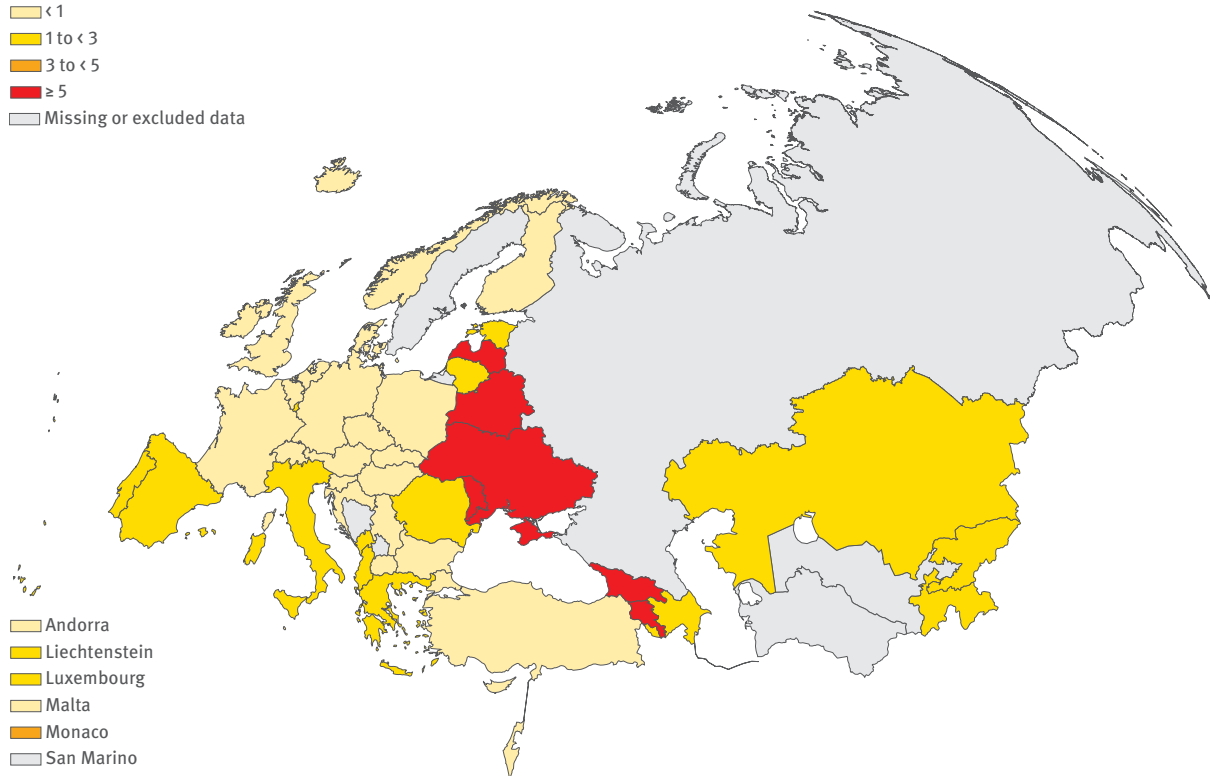 < 1
1 to < 3
3 to < 5
≥ 5
Missing or excluded data
Andorra
Liechtenstein
Luxembourg
Malta
Monaco
San Marino